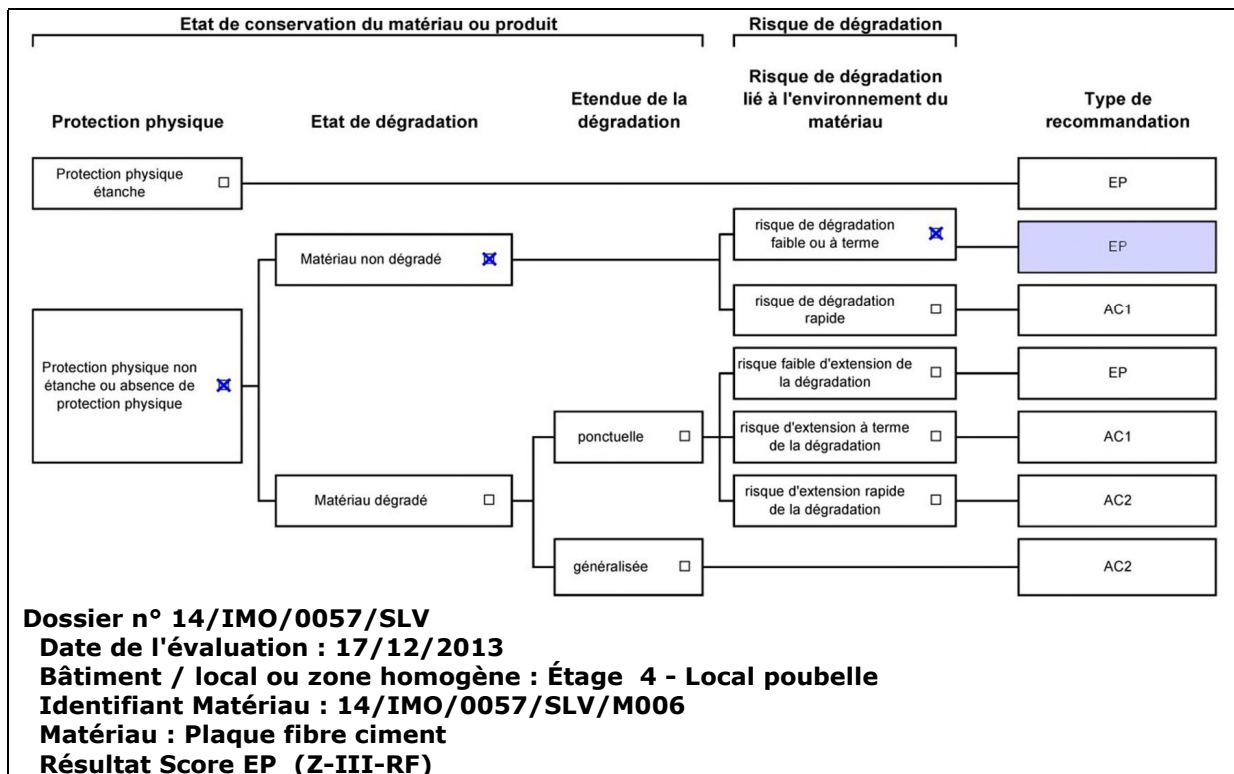 Etat de conservation du matériau ou produit
Risque de dégradation
Protection physique
Etat de dégradation
Etendue de la
dégradation
Risque de dégradation
lié à l'environnement du
matériau
Type de
recommandation
Protection physique
étanche
EP
risque de dégradation
faible ou à terme
EP
Matériau non dégradé
risque de dégradation
rapide
AC1
Protection physique non
étanche ou absence de
protection physique
risque faible d'extension de
la dégradation
EP
ponctuelle
risque d'extension à terme
de la dégradation
AC1
Matériau dégradé
risque d'extension rapide
de la dégradation
AC2
généralisée
AC2
Dossier n° 14/IMO/0057/SLV
Date de l'évaluation : 17/12/2013
Bâtiment / local ou zone homogène : Étage 4 - Local poubelle
Identifiant Matériau : 14/IMO/0057/SLV/M006
Matériau : Plaque fibre ciment
Résultat Score EP (Z-III-RF)